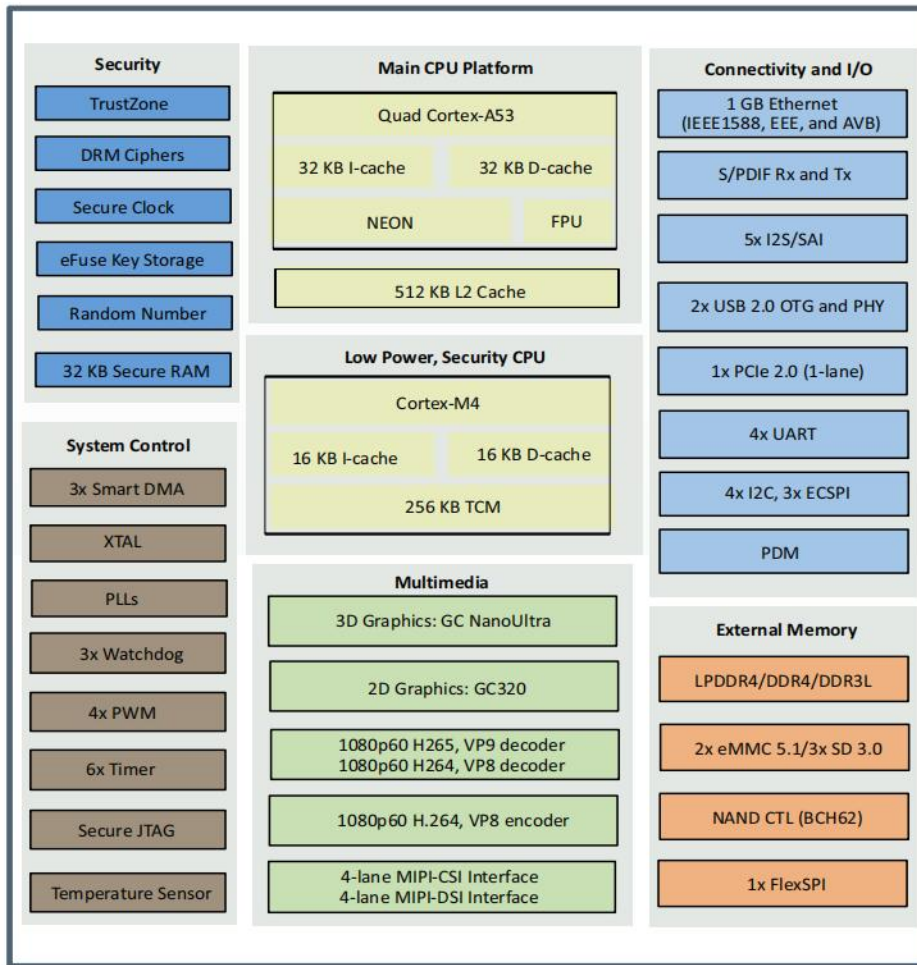 Security
TrustZone
DRM Ciphers
Secure Clock
eFuse Key Storage
Random Number
32 KB Secure RAM
System Control
3x Smart DMA
XTAL
PLLs
3x Watchdog
4x PWM
6x Timer
Secure JTAG
Temperature Sensor
Main CPU Platform
Quad Cortex-A53
32 KB I-cache
32 KB D-cache
NEON
FPU
512 KB L2 Cache
Low Power, Security CPU
Cortex-M4
16 KB I-cache
16 KB D-cache
256 KB TCM
Multimedia
3D Graphics: GC NanoUltra
2D Graphics: GC320
1080p60 H265, VP9 decoder
1080p60 H264, VP8 decoder
1080p60 H.264, VP8 encoder
4-lane MIPI-CSI Interface
4-lane MIPI-DSI Interface
Connectivity and I/O
1 GB Ethernet
(IEEE1588, EEE, and AVB)
S/PDIF Rx and Tx
5x I2S/SAI
2x USB 2.0 OTG and PHY
1x PCIe 2.0 (1-lane)
4x UART
4x I2C, 3x ECSPI
PDM
External Memory
LPDDR4/DDR4/DDR3L
2x eMMC 5.1/3x SD 3.0
NAND CTL (BCH62)
1x FlexSPI